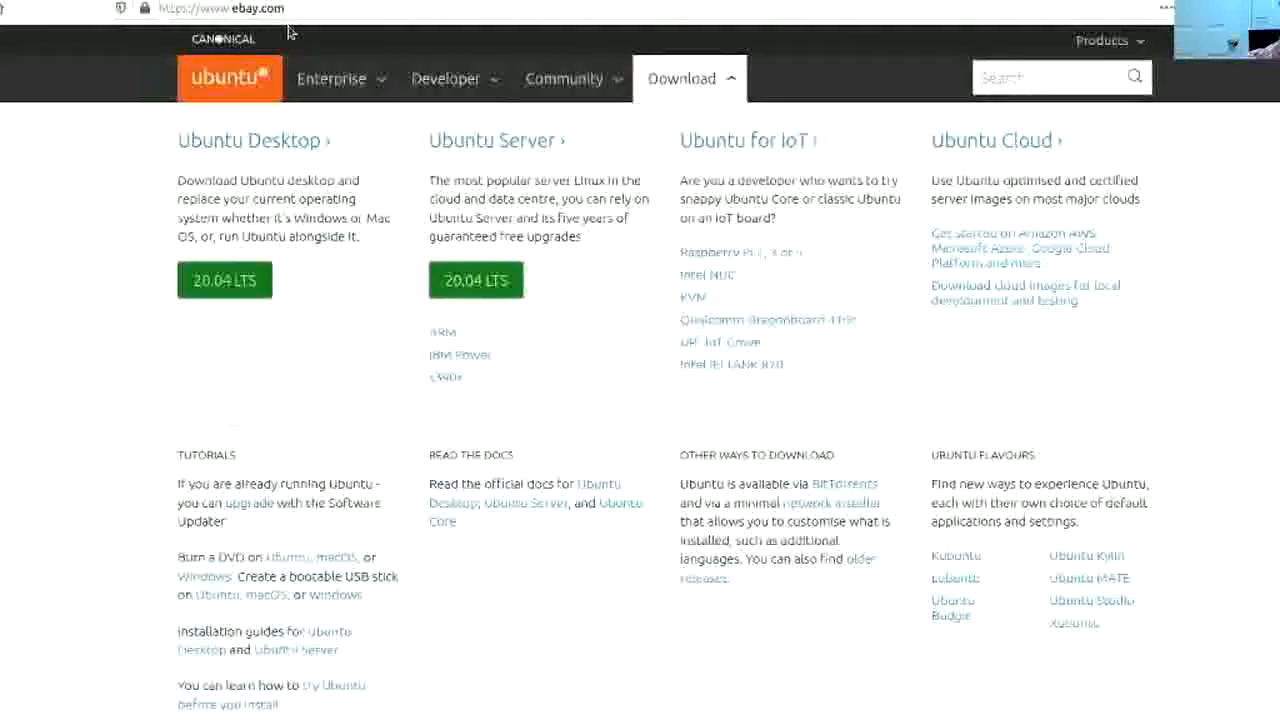 https://www.ebay.com
CANONICAL
Products
ubuntu
Enterprise
Developer
Community
Download
Search
Ubuntu Desktop ›
Ubuntu Server ›
Ubuntu for IoT ›
Ubuntu Cloud ›
Download Ubuntu desktop and
replace your current operating
system whether it's Windows or Mac
OS, or, run Ubuntu alongside it.
20.04 LTS
The most popular server Linux in the
cloud and data centre, you can rely on
Ubuntu Server and its five years of
guaranteed free upgrades
20.04 LTS
ARM
IBM Power
s390x
Are you a developer who wants to try
snappy Ubuntu Core or classic Ubuntu
on an IoT board?
Raspberry Pi
Intel NUC
KVM
Qualcomm Dragonboard 410c
UP² IoT Grove
Intel IEI TANK 870
Use Ubuntu optimised and certified
server images on most major clouds
Get started on Amazon AWS,
Microsoft Azure, Google Cloud
Platform and more
Download cloud images for local
development and testing
TUTORIALS
If you are already running Ubuntu -
you can upgrade with the Software
Updater
Burn a DVD on Ubuntu, macOS, or
Windows. Create a bootable USB stick
on Ubuntu, macOS, or Windows
Installation guides for Ubuntu
Desktop and Ubuntu Server
You can learn how to try Ubuntu
before you install
READ THE DOCS
Read the official docs for Ubuntu
Desktop, Ubuntu Server, and Ubuntu
Core
OTHER WAYS TO DOWNLOAD
Ubuntu is available via BitTorrents
and via a minimal network installer
that allows you to customise what is
installed, such as additional
languages. You can also find older
releases.
UBUNTU FLAVOURS
Find new ways to experience Ubuntu,
each with their own choice of default
applications and settings.
Kubuntu
Lubuntu
Ubuntu
Budgie
Ubuntu Kylin
Ubuntu MATE
Ubuntu Studio
Xubuntu